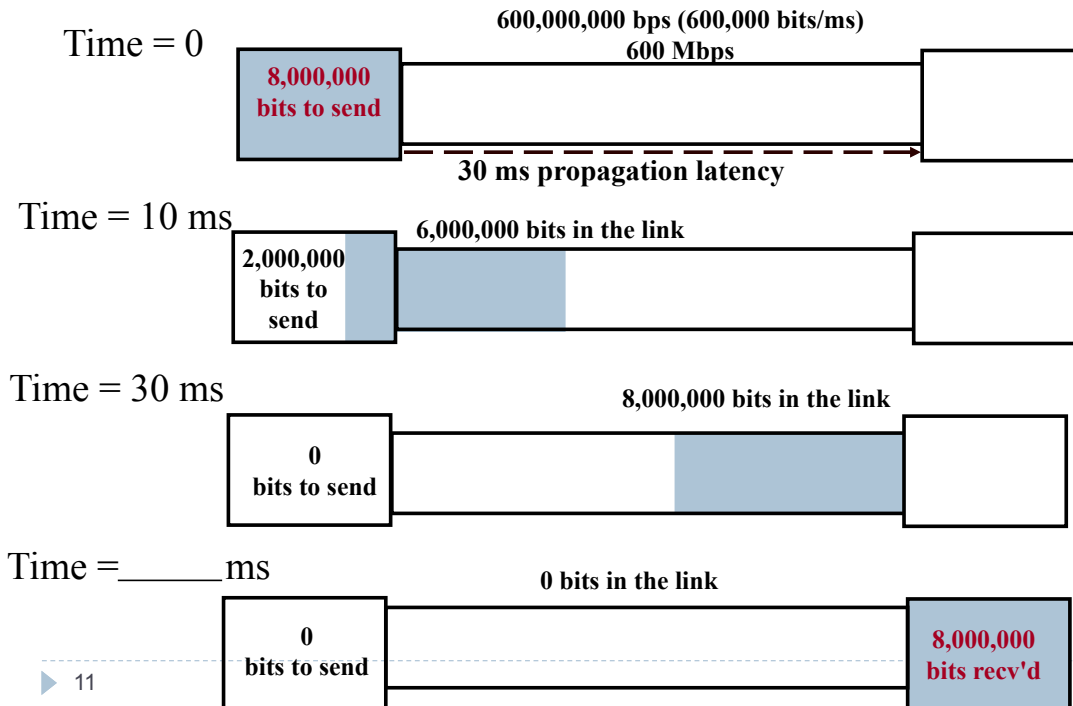 600,000,000 bps (600,000 bits/ms)
600 Mbps
Time = 0
8,000,000
bits to send
30 ms propagation latency
Time = 10 ms
6,000,000 bits in the link
2,000,000
bits to
send
Time = 30 ms
8,000,000 bits in the link
0
bits to send
Time =_____ms
0 bits in the link
0
bits to send
8,000,000
bits recv'd
11